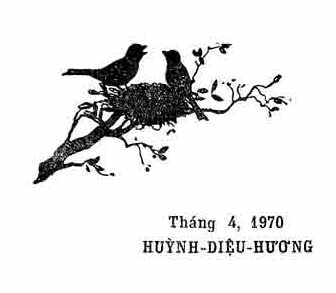 Tháng 4, 1970
HUỲNH-DIỆU-HƯƠNG